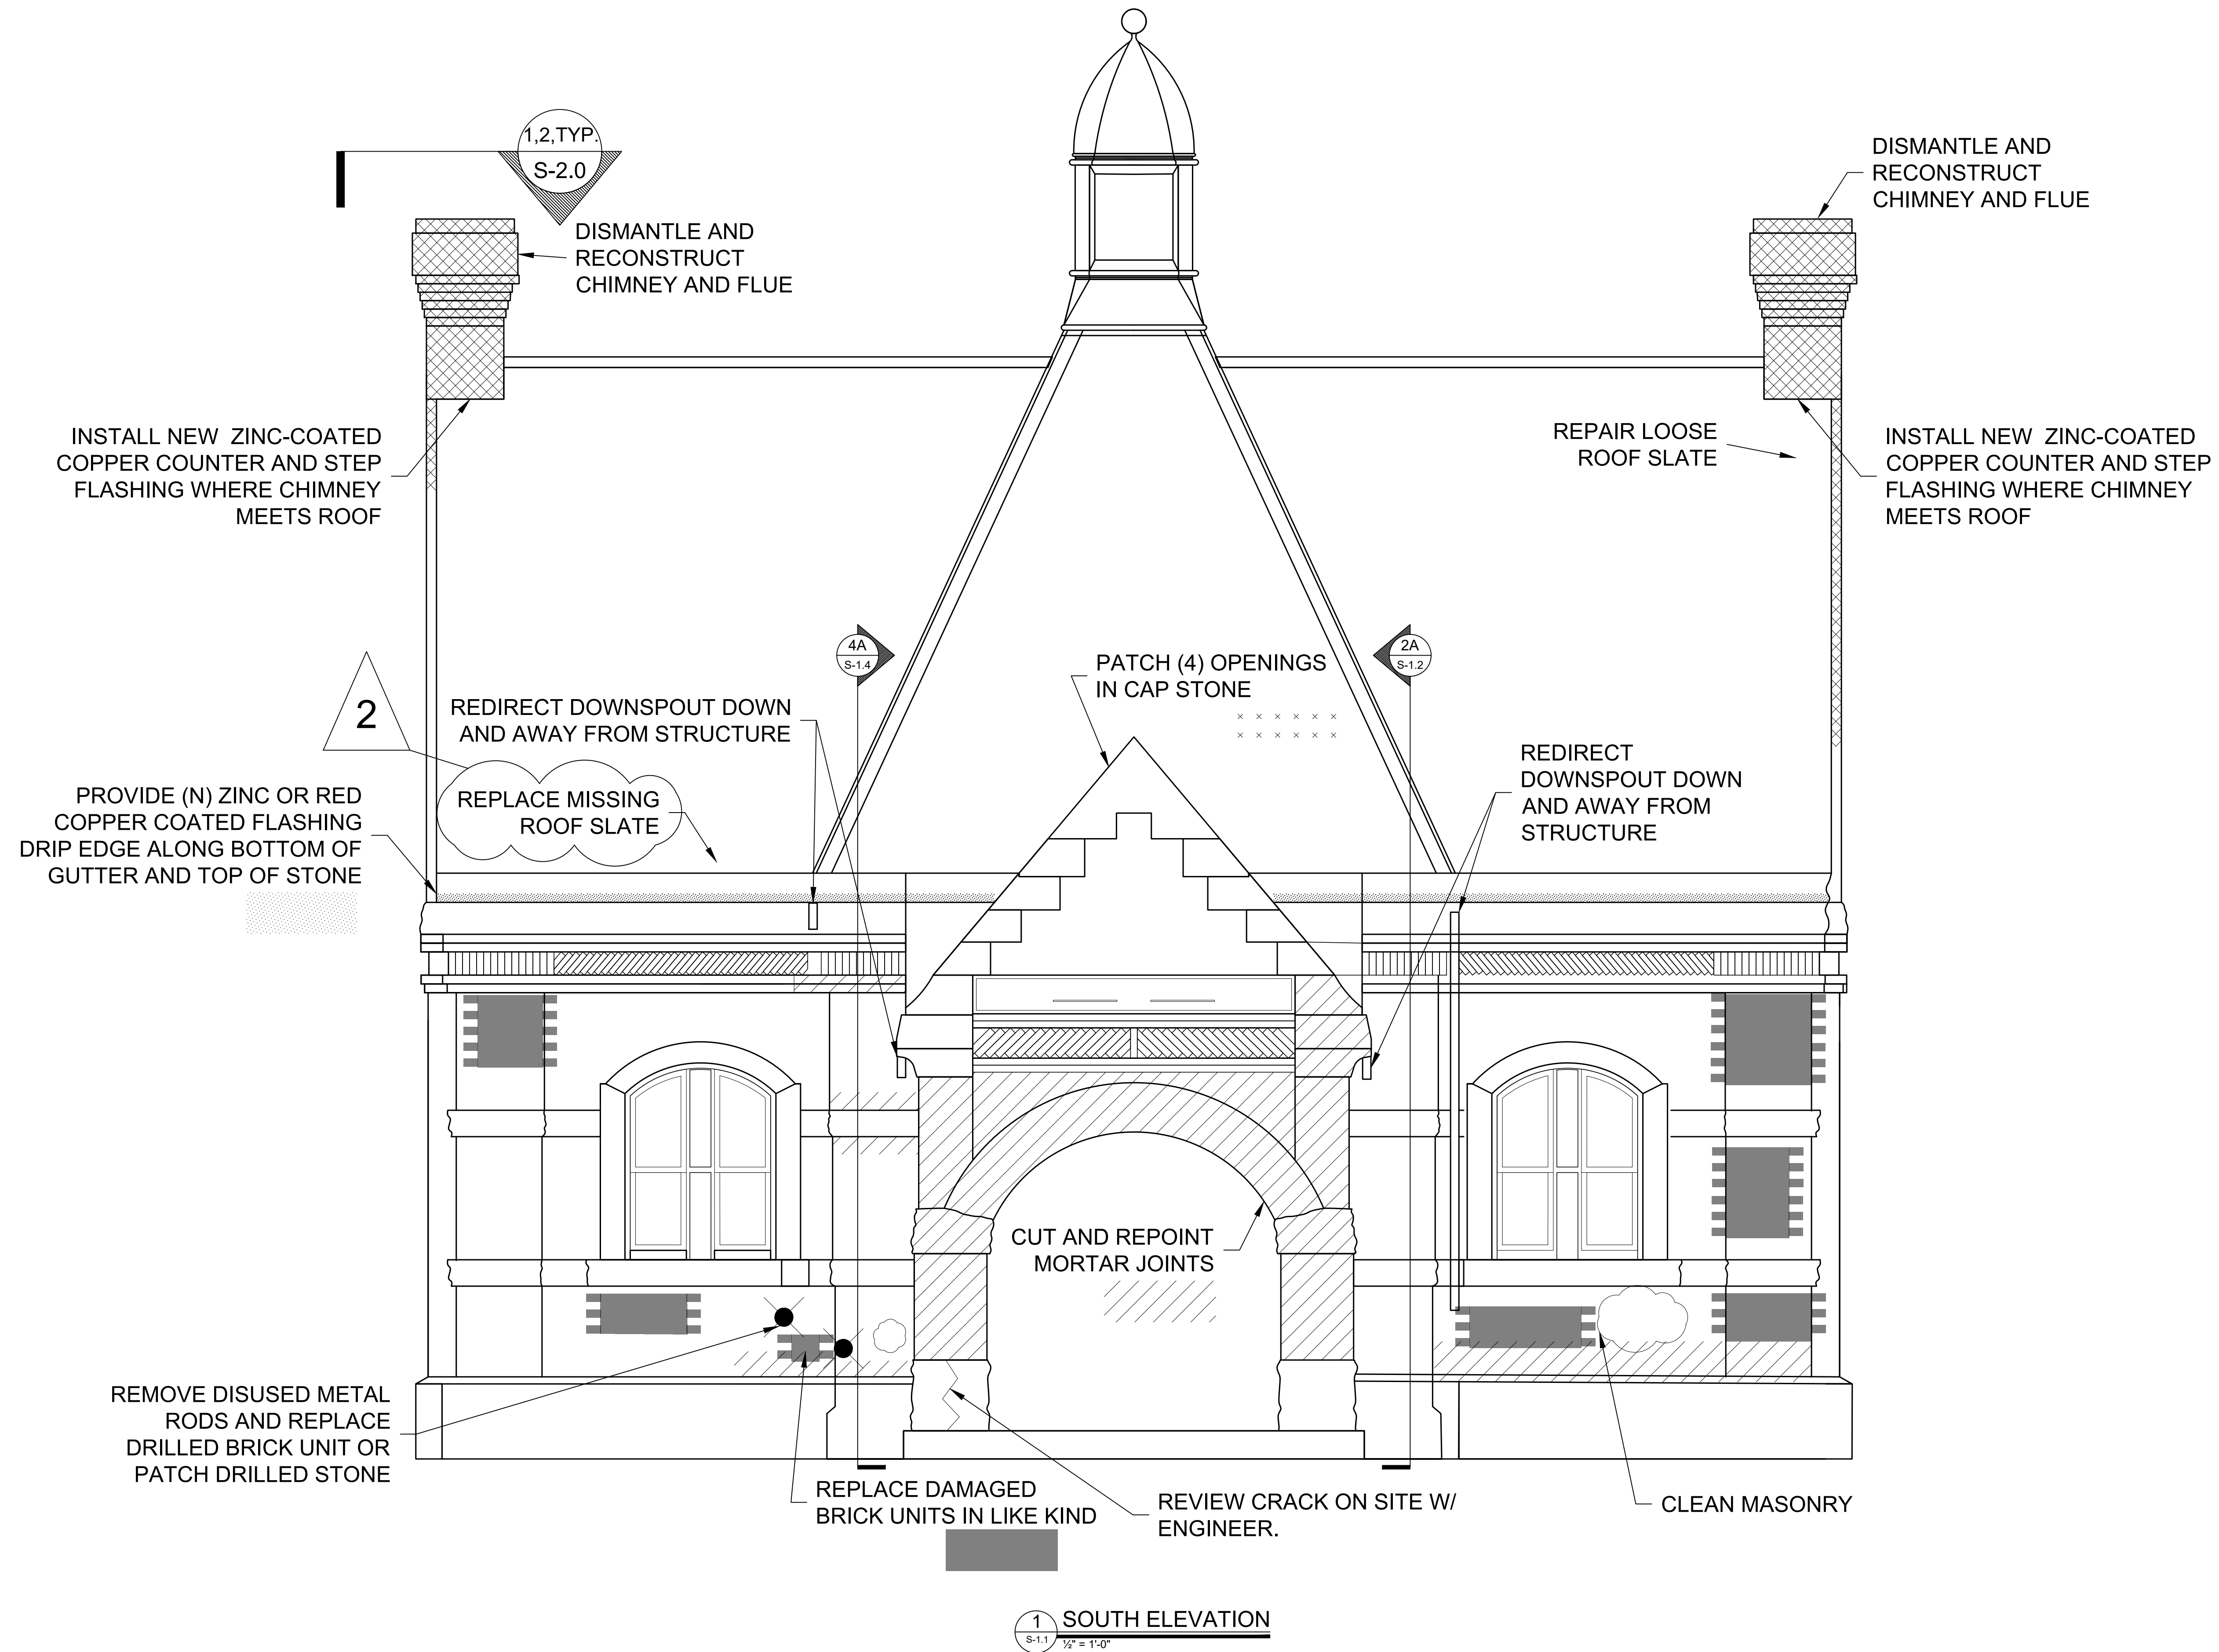 1,2,TYP.
S-2.0
DISMANTLE AND
RECONSTRUCT
CHIMNEY AND FLUE
DISMANTLE AND
RECONSTRUCT
CHIMNEY AND FLUE
INSTALL NEW  ZINC-COATED
COPPER COUNTER AND STEP
FLASHING WHERE CHIMNEY
MEETS ROOF
REPAIR LOOSE
ROOF SLATE
INSTALL NEW  ZINC-COATED
COPPER COUNTER AND STEP
FLASHING WHERE CHIMNEY
MEETS ROOF
4A
S-1.4
2A
S-1.2
PATCH (4) OPENINGS
IN CAP STONE
2
REDIRECT DOWNSPOUT DOWN
AND AWAY FROM STRUCTURE
REPLACE MISSING
ROOF SLATE
REDIRECT
DOWNSPOUT DOWN
AND AWAY FROM
STRUCTURE
PROVIDE (N) ZINC OR RED
COPPER COATED FLASHING
DRIP EDGE ALONG BOTTOM OF
GUTTER AND TOP OF STONE
CUT AND REPOINT
MORTAR JOINTS
REMOVE DISUSED METAL
RODS AND REPLACE
DRILLED BRICK UNIT OR
PATCH DRILLED STONE
REPLACE DAMAGED
BRICK UNITS IN LIKE KIND
REVIEW CRACK ON SITE W/
ENGINEER.
CLEAN MASONRY
1
S-1.1
SOUTH ELEVATION
½" = 1'-0"